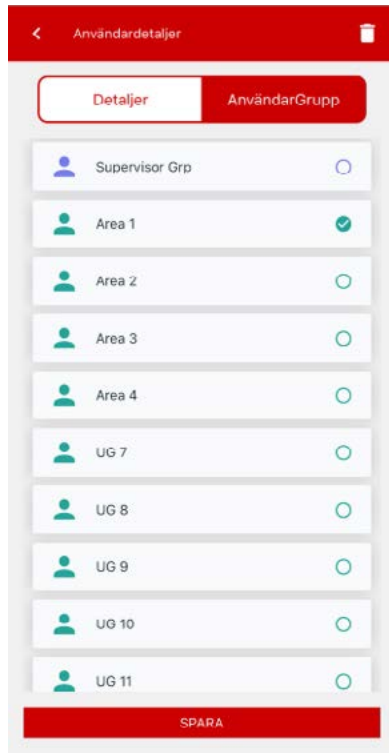 Användardetaljer
Detaljer AnvändarGrupp
Supervisor Grp
Area 1
Area 2
Area 3
Area 4
UG 7
UG 8
UG 9
UG 10
UG 11
SPARA